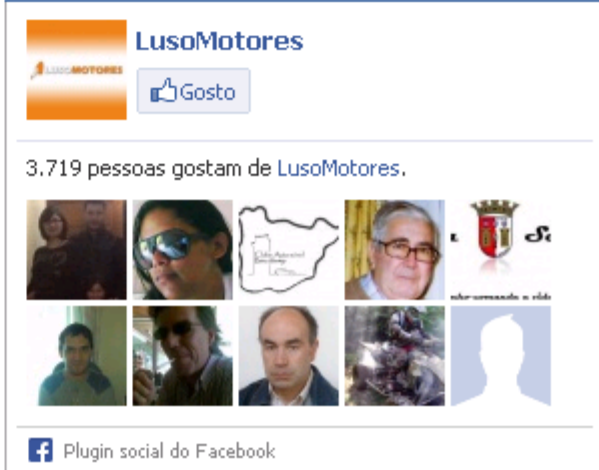 LusoMotores
LUSOMOTORES
Gosto
3.719 pessoas gostam de LusoMotores.
Plugin social do Facebook